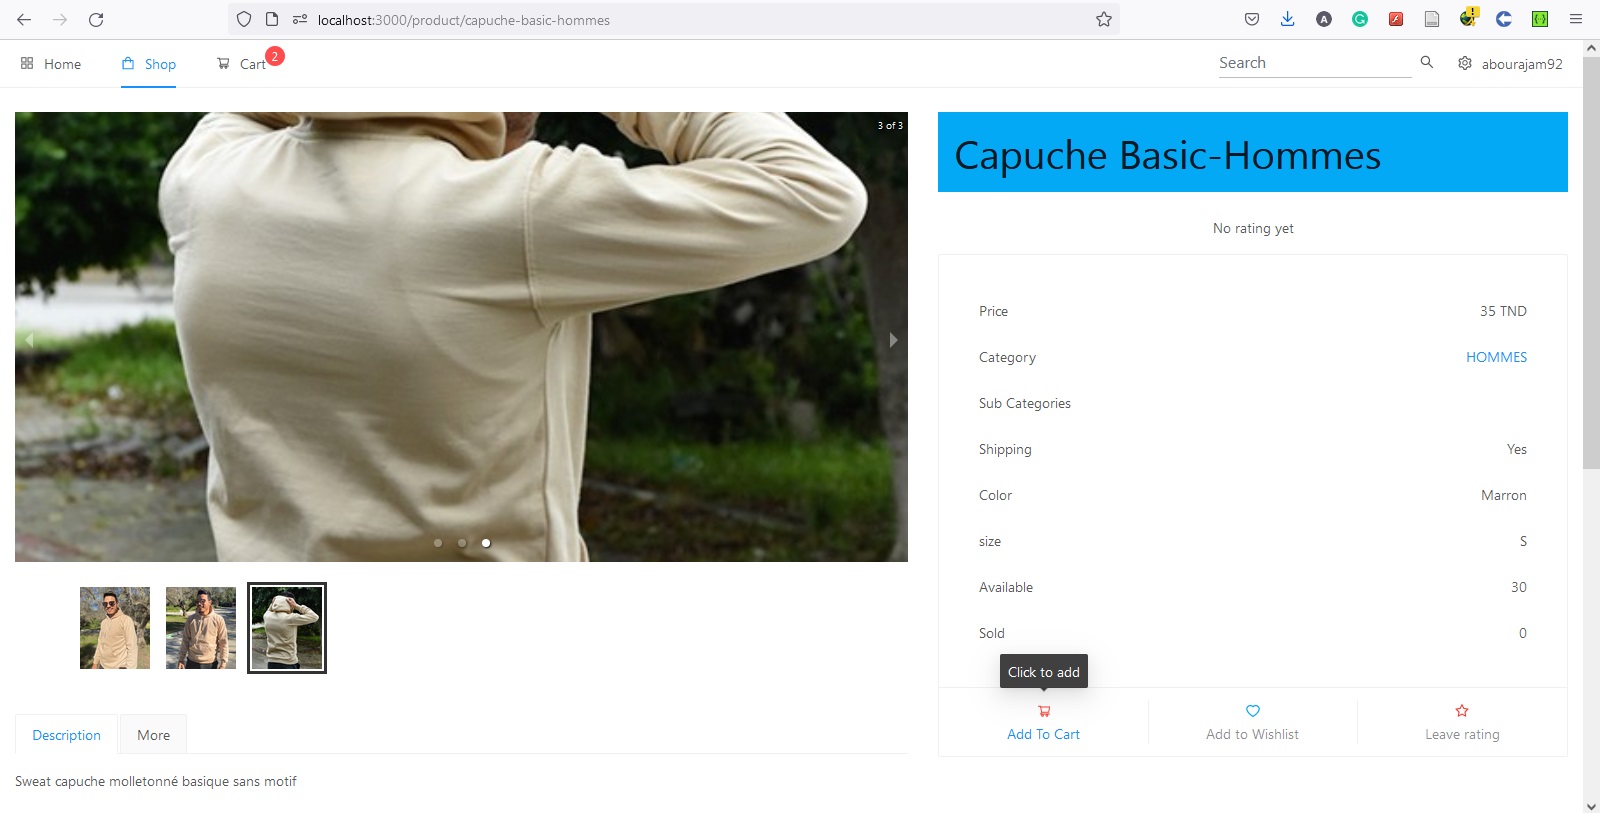 localhost:3000/product/capuche-basic-hommes
Home
Shop
Cart
2
Search
abourajam92
3 of 3
Capuche Basic-Hommes
No rating yet
Price 35 TND
Category HOMMES
Sub Categories
Shipping Yes
Color Marron
size S
Available 30
Sold 0
Click to add
Add To Cart
Add to Wishlist
Leave rating
Description
More
Sweat capuche molletonné basique sans motif